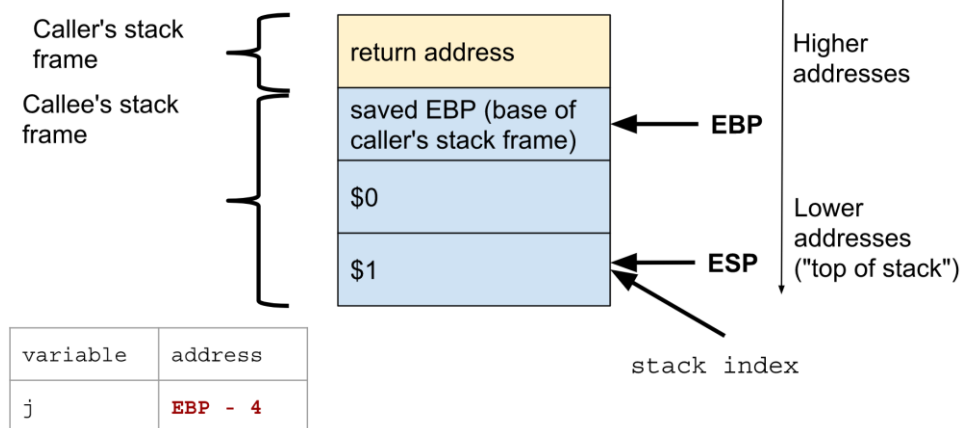 Caller's stack
frame
return address
Higher
addresses
Callee's stack
frame
saved EBP (base of
caller's stack frame)
EBP
$0
Lower
addresses
("top of stack")
$1
ESP
stack index
variable address
j EBP - 4